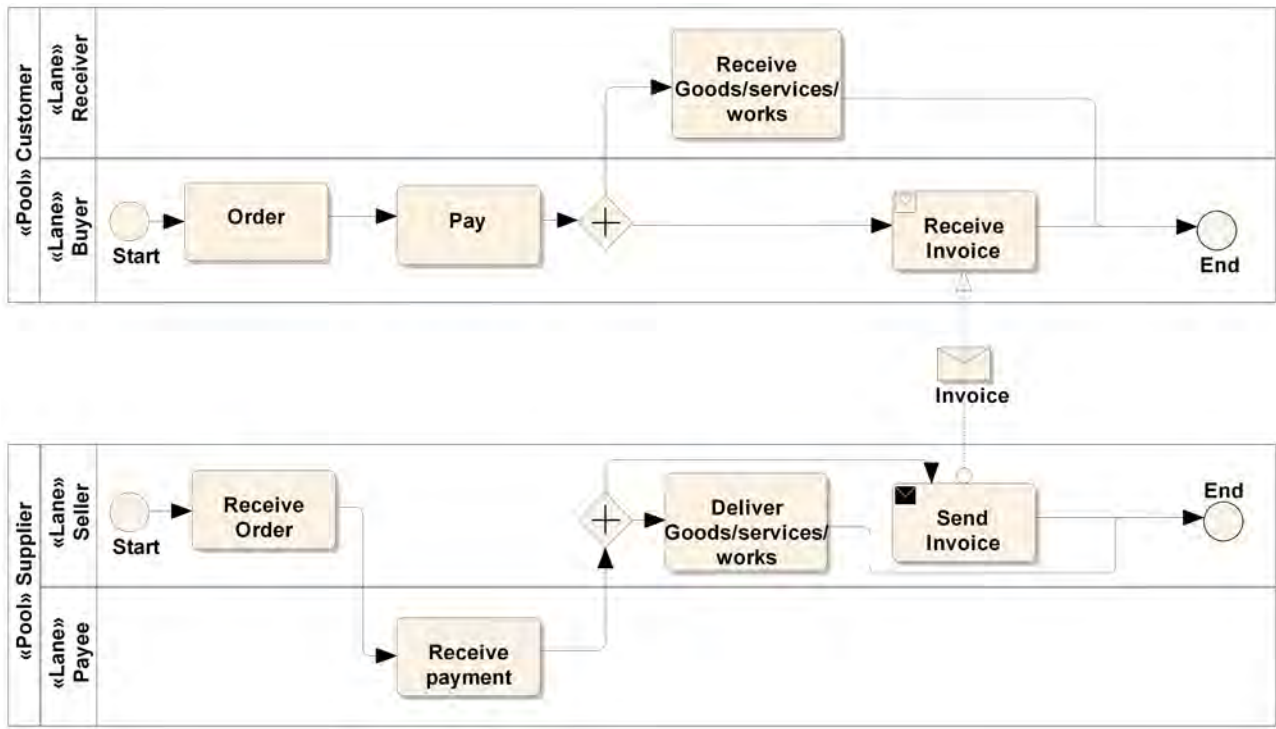 «Pool» Customer
«Lane»
Receiver
Receive
Goods/services/
works
«Lane»
Buyer
Start
Order
Pay
Receive
Invoice
End
Invoice
«Pool» Supplier
«Lane»
Seller
Start
Receive
Order
Deliver
Goods/services/
works
Send
Invoice
End
«Lane»
Payee
Receive
payment